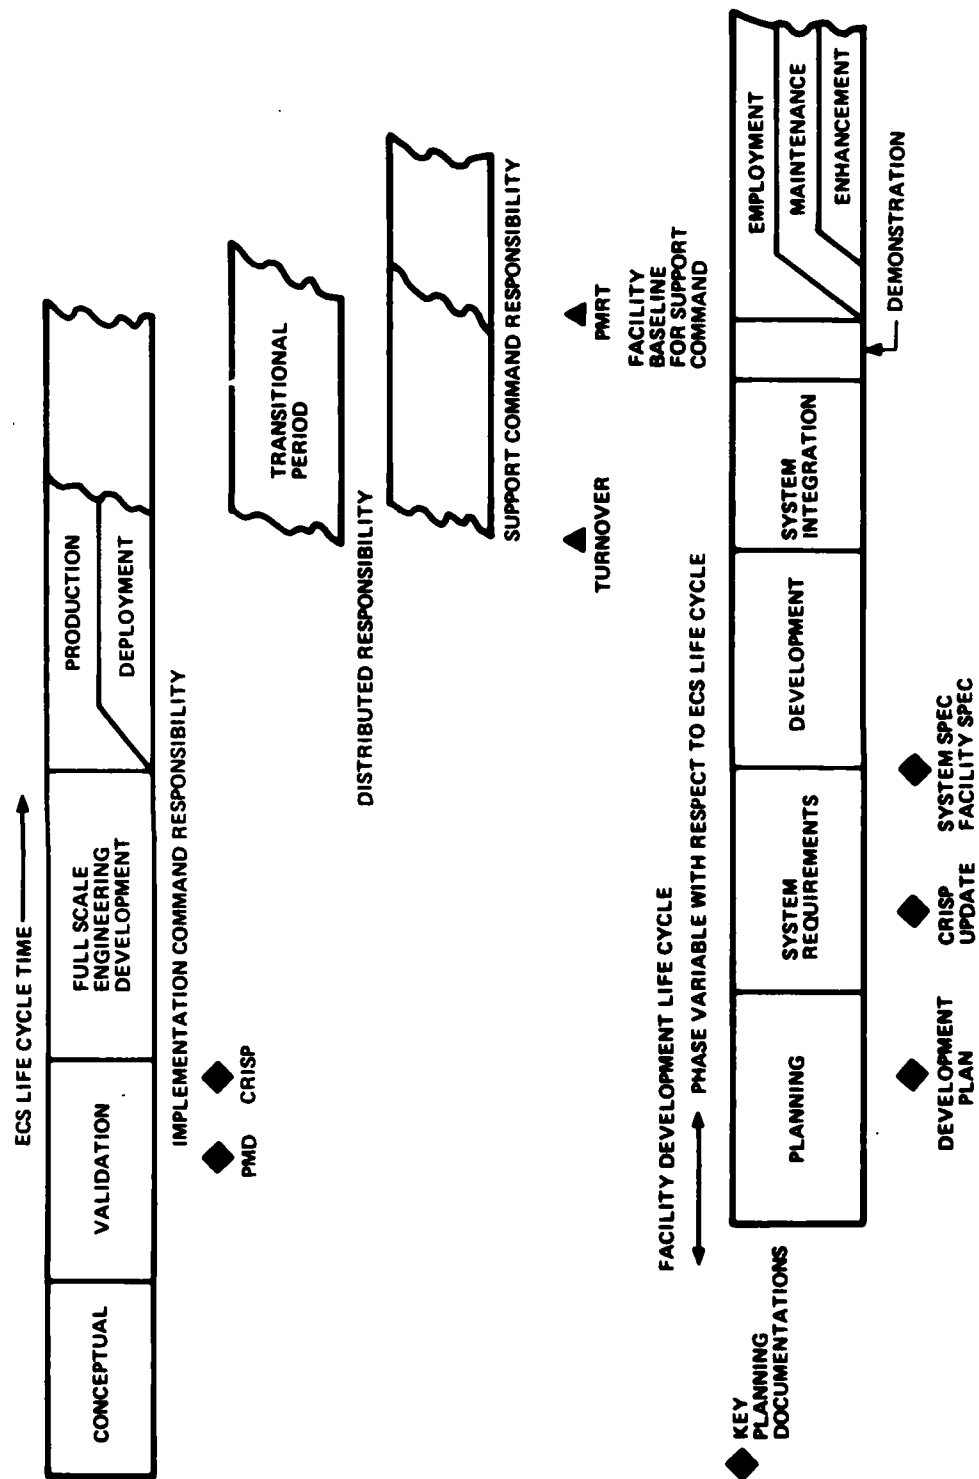 ECS LIFE CYCLE TIME
CONCEPTUAL
VALIDATION
FULL SCALE
ENGINEERING
DEVELOPMENT
PRODUCTION
DEPLOYMENT
IMPLEMENTATION COMMAND RESPONSIBILITY
PMD
CRISP
TRANSITIONAL
PERIOD
DISTRIBUTED RESPONSIBILITY
SUPPORT COMMAND RESPONSIBILITY
TURNOVER
PMRT
FACILITY
BASELINE
FOR SUPPORT
COMMAND
FACILITY DEVELOPMENT LIFE CYCLE
PHASE VARIABLE WITH RESPECT TO ECS LIFE CYCLE
PLANNING
SYSTEM
REQUIREMENTS
DEVELOPMENT
SYSTEM
INTEGRATION
EMPLOYMENT
MAINTENANCE
ENHANCEMENT
DEMONSTRATION
KEY
PLANNING
DOCUMENTATIONS
DEVELOPMENT
PLAN
CRISP
UPDATE
SYSTEM SPEC
FACILITY SPEC